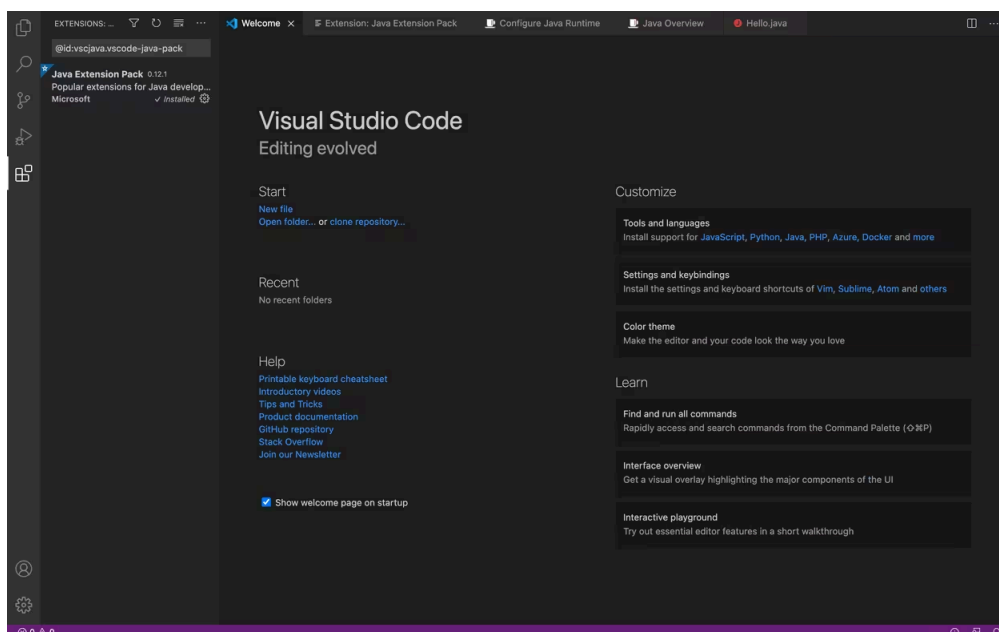 EXTENSIONS: ...
Welcome
Extension: Java Extension Pack
Configure Java Runtime
Java Overview
Hello.java
@id:vscjava.vscode-java-pack
Java Extension Pack 0.12.1
Popular extensions for Java develop...
Microsoft
✓ Installed
Visual Studio Code
Editing evolved
Start
New file
Open folder... or clone repository...
Recent
No recent folders
Help
Printable keyboard cheatsheet
Introductory videos
Tips and Tricks
Product documentation
GitHub repository
Stack Overflow
Join our Newsletter
Show welcome page on startup
Customize
Tools and languages
Install support for JavaScript, Python, Java, PHP, Azure, Docker and more
Settings and keybindings
Install the settings and keyboard shortcuts of Vim, Sublime, Atom and others
Color theme
Make the editor and your code look the way you love
Learn
Find and run all commands
Rapidly access and search commands from the Command Palette (⇧⌘P)
Interface overview
Get a visual overlay highlighting the major components of the UI
Interactive playground
Try out essential editor features in a short walkthrough